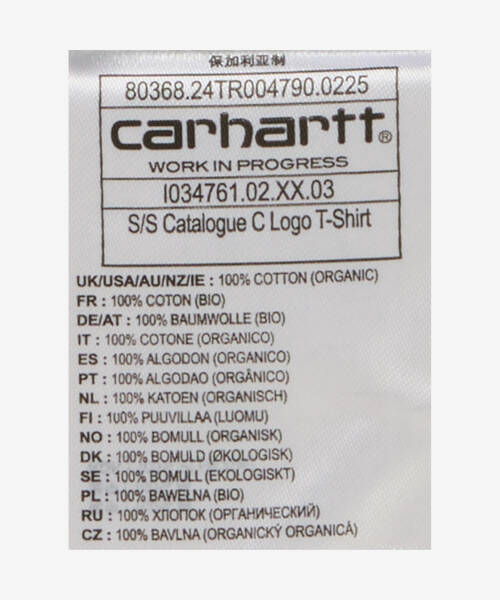 保加利亚制
80368.24TR004790.0225
carhartt®
WORK IN PROGRESS
I034761.02.XX.03
S/S Catalogue C Logo T-Shirt
UK/USA/AU/NZ/IE : 100% COTTON (ORGANIC)
FR : 100% COTON (BIO)
DE/AT : 100% BAUMWOLLE (BIO)
IT : 100% COTONE (ORGANICO)
ES : 100% ALGODON (ORGANICO)
PT : 100% ALGODAO (ORGÂNICO)
NL : 100% KATOEN (ORGANISCH)
FI : 100% PUUVILLAA (LUOMU)
NO : 100% BOMULL (ORGANISK)
DK : 100% BOMULD (ØKOLOGISK)
SE : 100% BOMULL (EKOLOGISKT)
PL : 100% BAWEŁNA (BIO)
RU : 100% ХЛОПОК (ОРГАНИЧЕСКИЙ)
CZ : 100% BAVLNA (ORGANICKÝ ORGANICĂ)